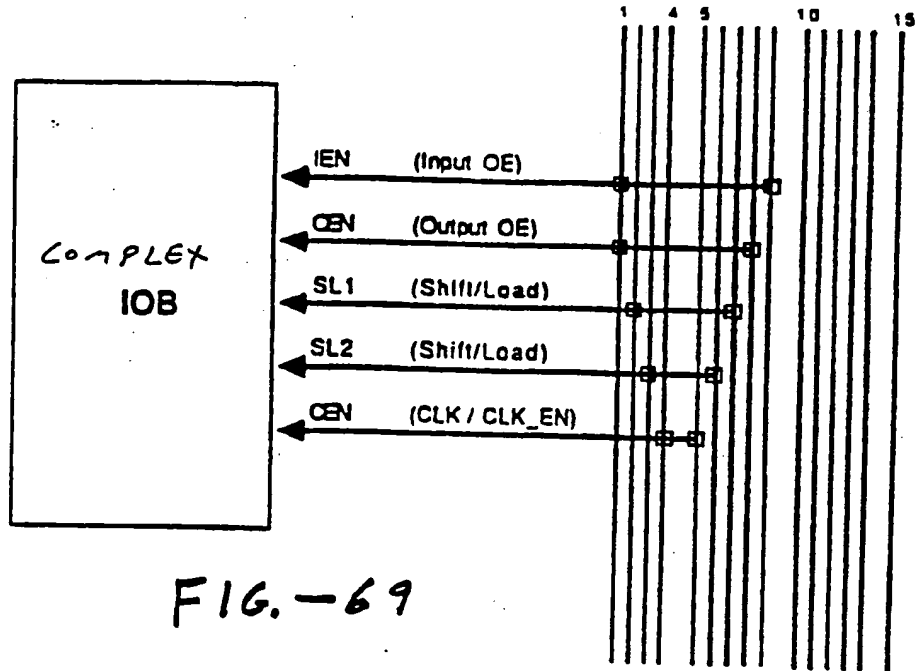 1 4 5 10 15
IEN (Input OE)
OEN (Output OE)
COMPLEX
IOB
SL1 (Shift/Load)
SL2 (Shift/Load)
CEN (CLK / CLK_EN)
FIG.-69